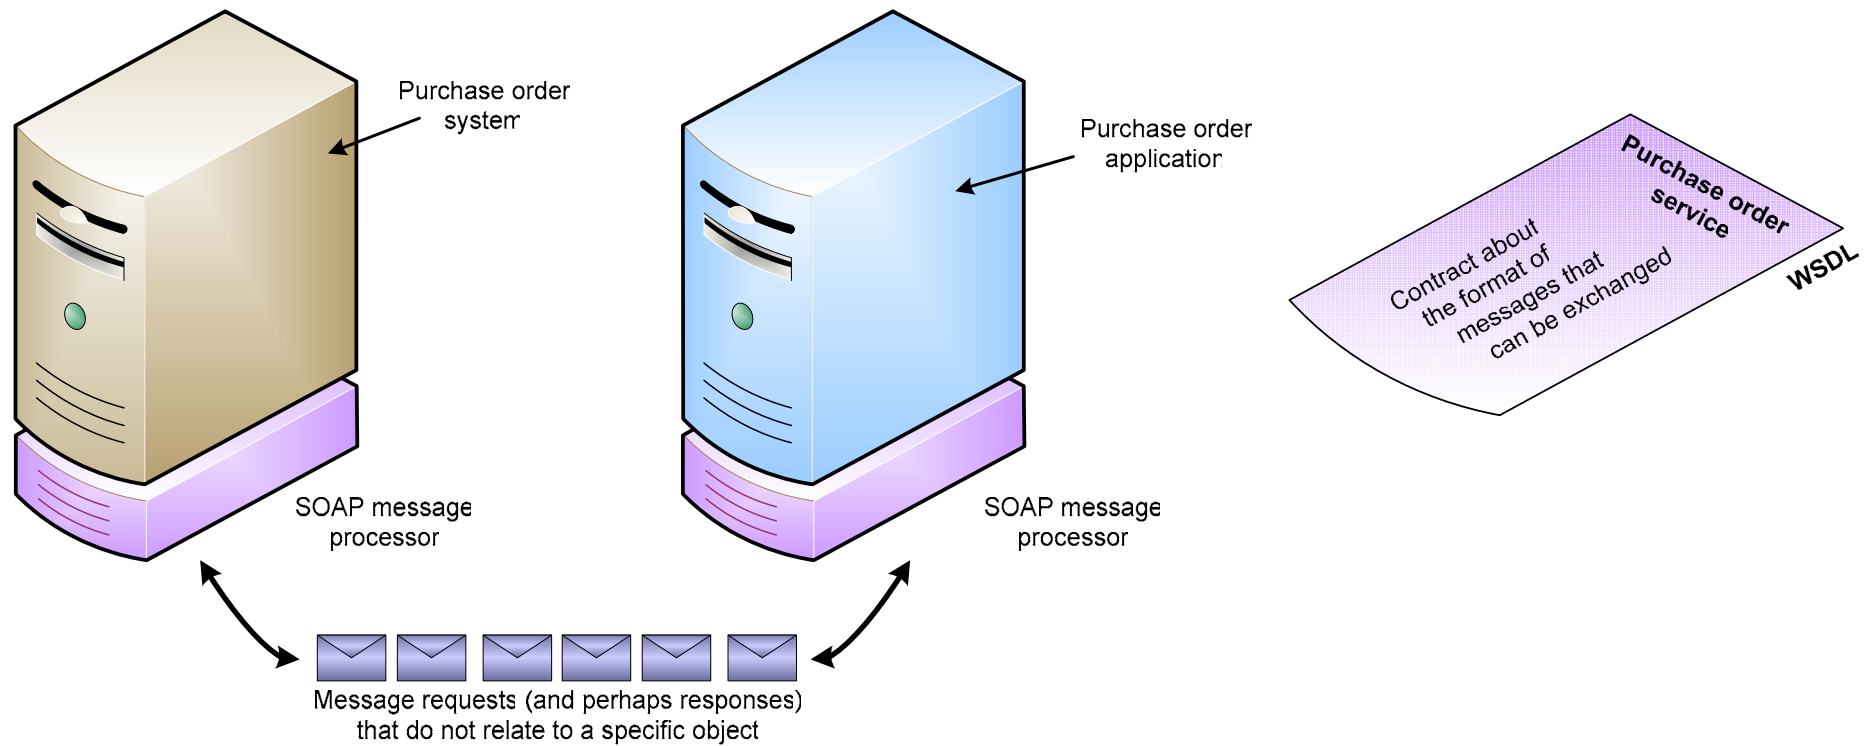 Purchase order
system
Purchase order
application
Purchase order
service
WSDL
Contract about
the format of
messages that
can be exchanged
SOAP message
processor
SOAP message
processor
Message requests (and perhaps responses)
that do not relate to a specific object